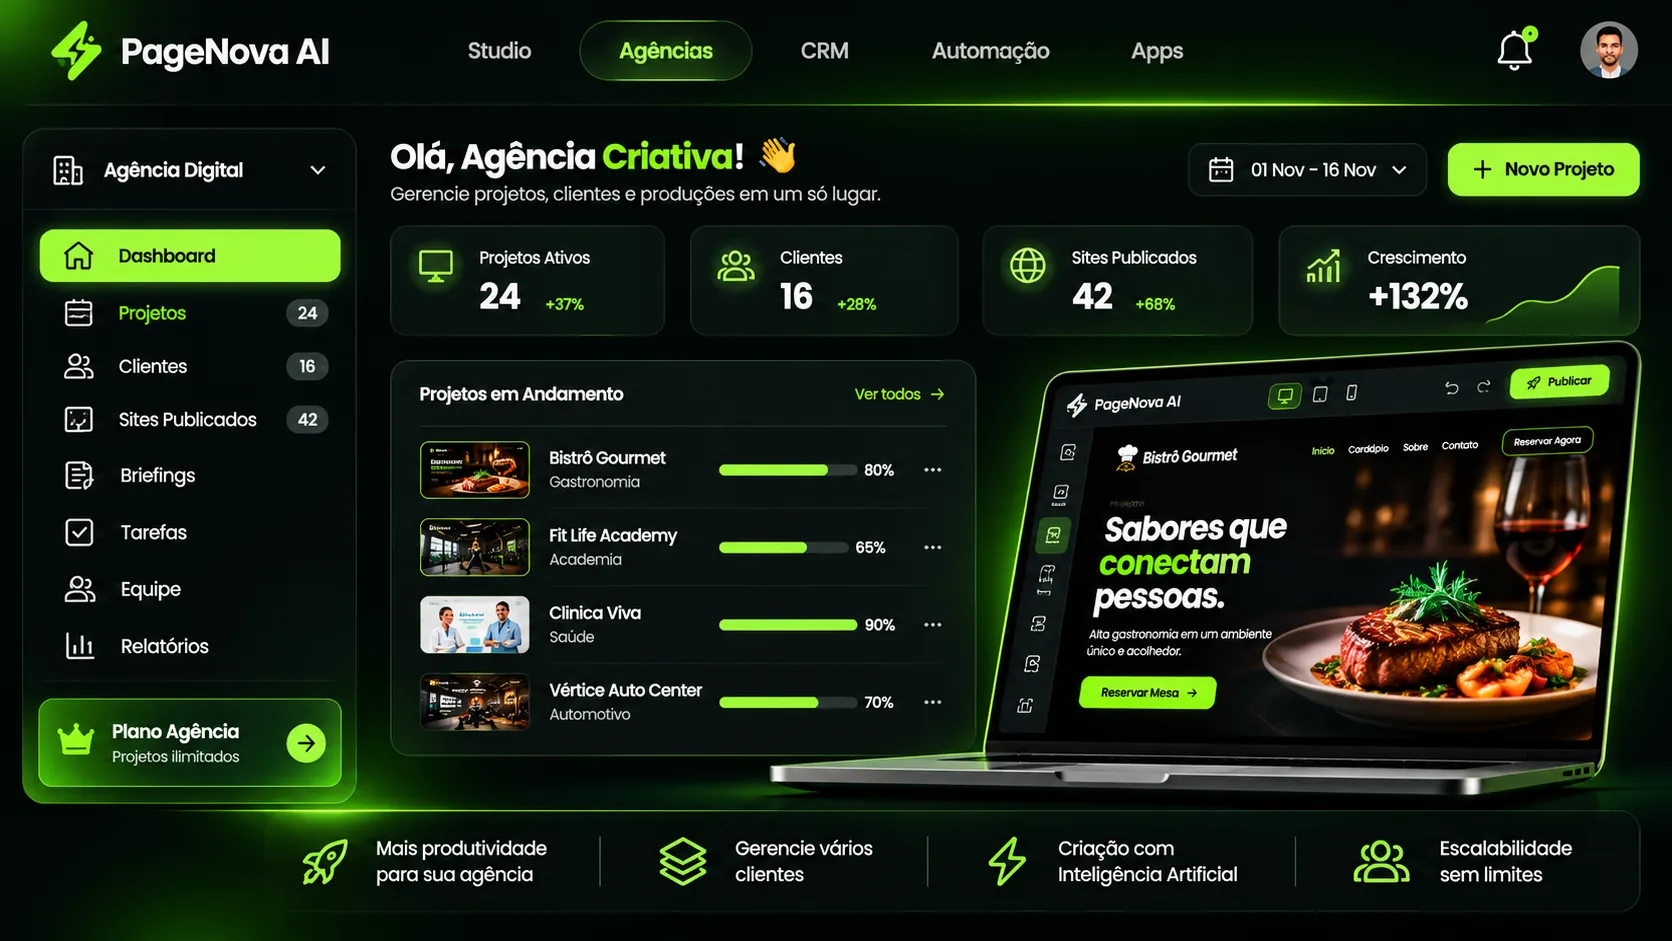 PageNova AI
Studio
Agências
CRM
Automação
Apps
Agência Digital
Dashboard
Projetos
24
Clientes
16
Sites Publicados
42
Briefings
Tarefas
Equipe
Relatórios
Plano Agência
Projetos ilimitados
Olá, Agência Criativa!
Gerencie projetos, clientes e produções em um só lugar.
01 Nov - 16 Nov
+ Novo Projeto
Projetos Ativos
24 +37%
Clientes
16 +28%
Sites Publicados
42 +68%
Crescimento
+132%
Projetos em Andamento
Ver todos →
Bistrô Gourmet
Gastronomia
80%
Fit Life Academy
Academia
65%
Clinica Viva
Saúde
90%
Vértice Auto Center
Automotivo
70%
PageNova AI
Publicar
Bistrô Gourmet
Início
Cardápio
Sobre
Contato
Reservar Agora
Sabores que
conectam
pessoas.
Alta gastronomia em um ambiente
único e acolhedor.
Reservar Mesa →
Mais produtividade
para sua agência
Gerencie vários
clientes
Criação com
Inteligência Artificial
Escalabilidade
sem limites